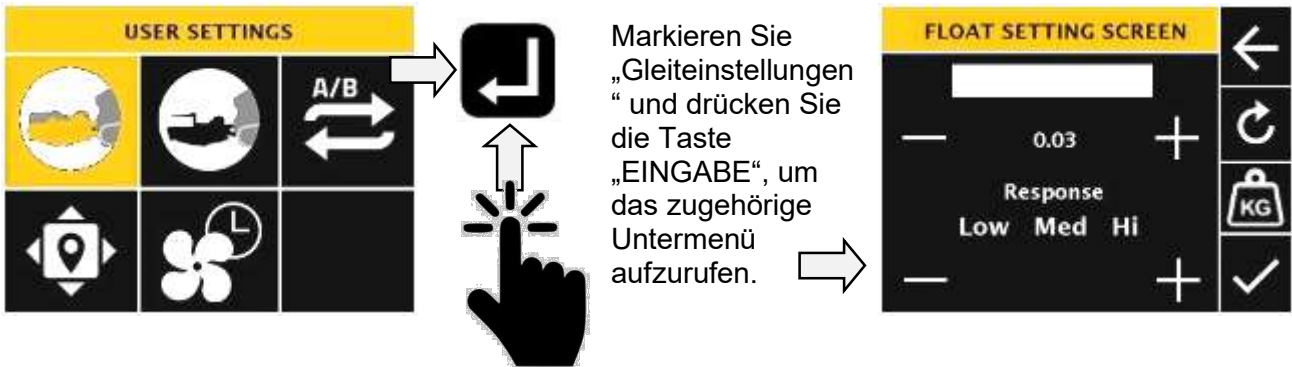 USER SETTINGS
A/B
Markieren Sie
„Gleiteinstellungen
“ und drücken Sie
die Taste
„EINGABE“, um
das zugehörige
Untermenü
aufzurufen.
FLOAT SETTING SCREEN
— 0.03 +
Response
Low Med Hi
— +
KG